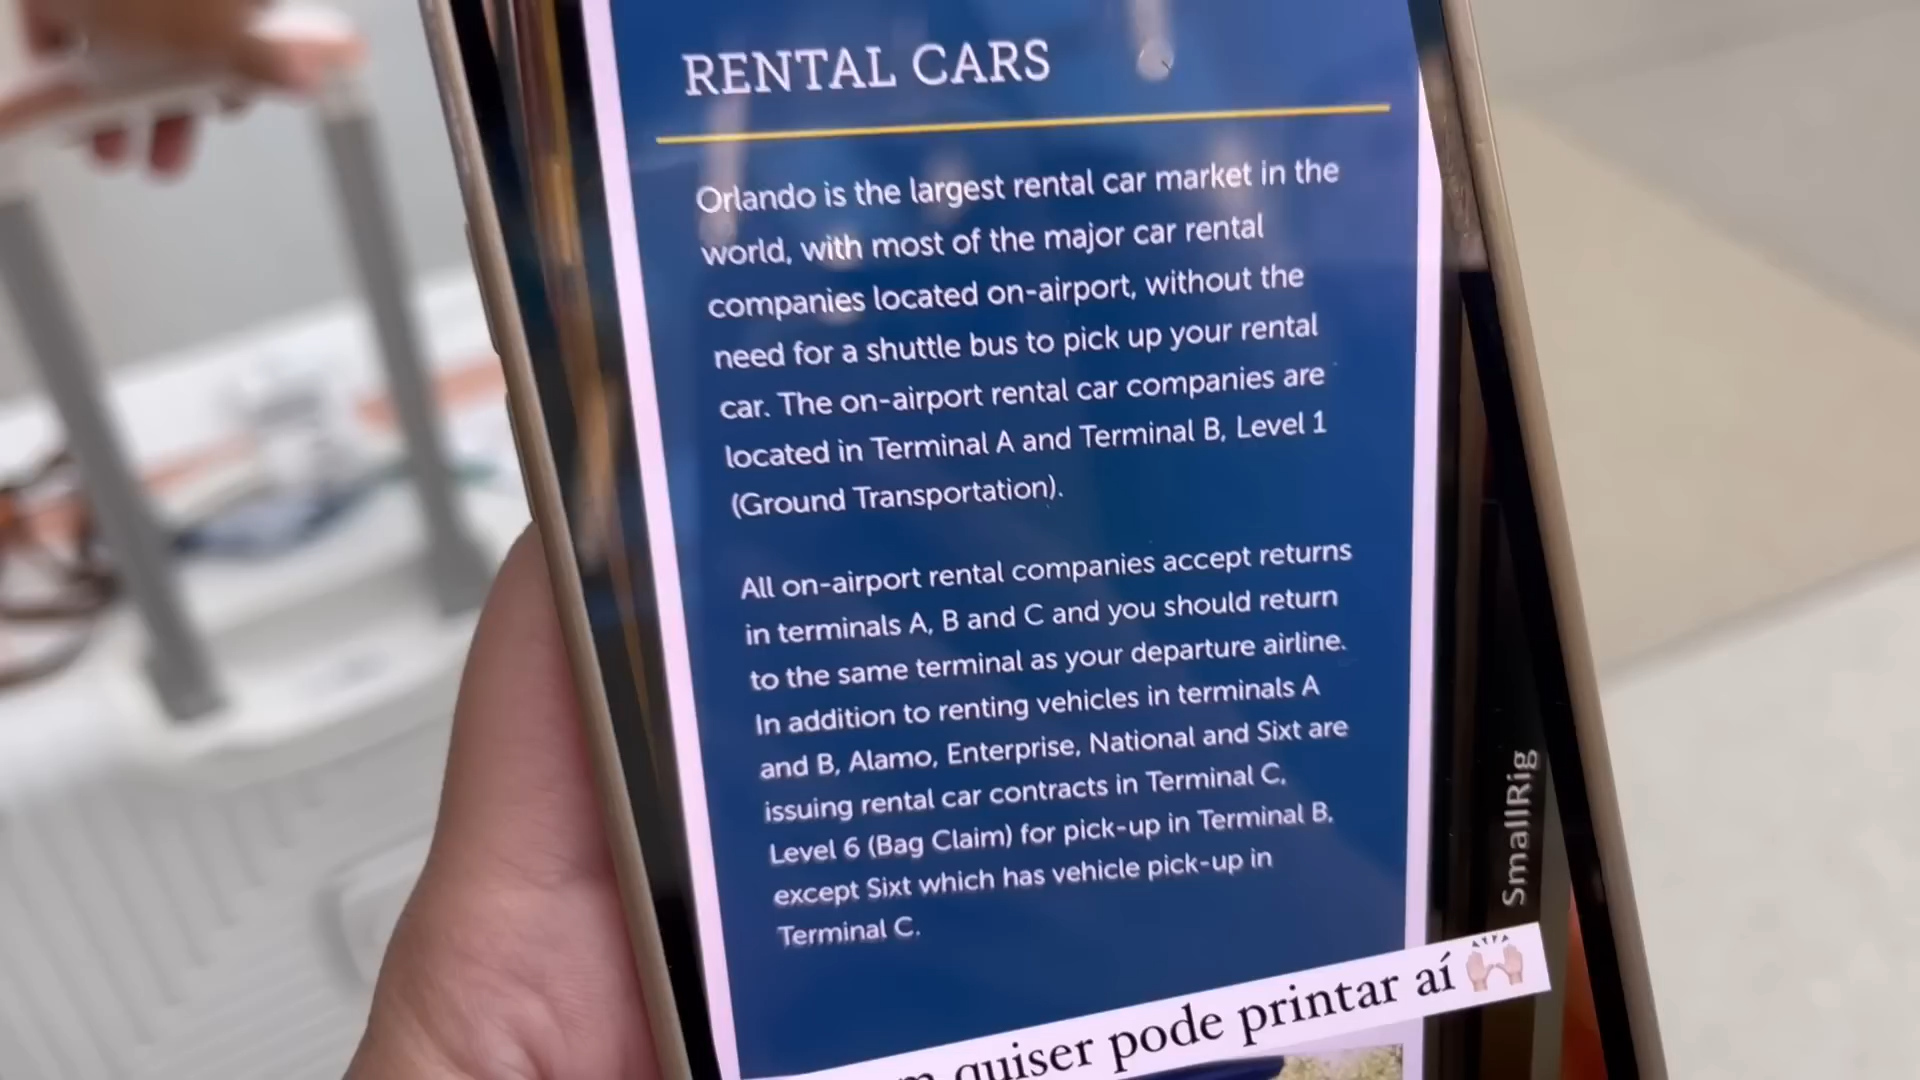 RENTAL CARS
Orlando is the largest rental car market in the
world, with most of the major car rental
companies located on-airport, without the
need for a shuttle bus to pick up your rental
car. The on-airport rental car companies are
located in Terminal A and Terminal B, Level 1
(Ground Transportation).
All on-airport rental companies accept returns
in terminals A, B and C and you should return
to the same terminal as your departure airline.
In addition to renting vehicles in terminals A
and B, Alamo, Enterprise, National and Sixt are
issuing rental car contracts in Terminal C,
Level 6 (Bag Claim) for pick-up in Terminal B,
except Sixt which has vehicle pick-up in
Terminal C.
SmallRig
quiser pode printar aí 🙌🏻